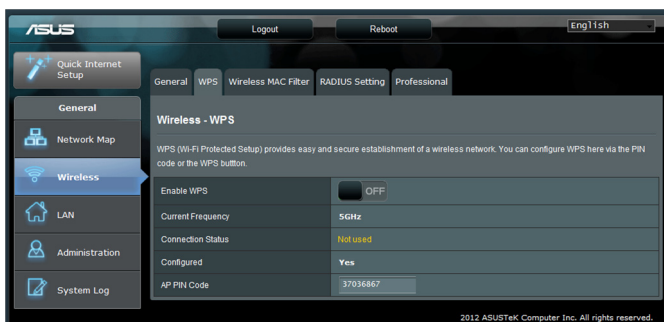 ASUS
Logout
Reboot
English
Quick Internet
Setup
General
Network Map
Wireless
LAN
Administration
System Log
General
WPS
Wireless MAC Filter
RADIUS Setting
Professional
Wireless - WPS
WPS (Wi-Fi Protected Setup) provides easy and secure establishment of a wireless network. You can configure WPS here via the PIN
code or the WPS buttton.
Enable WPS
OFF
Current Frequency
5GHz
Connection Status
Not used
Configured
Yes
AP PIN Code
37036867
2012 ASUSTeK Computer Inc. All rights reserved.